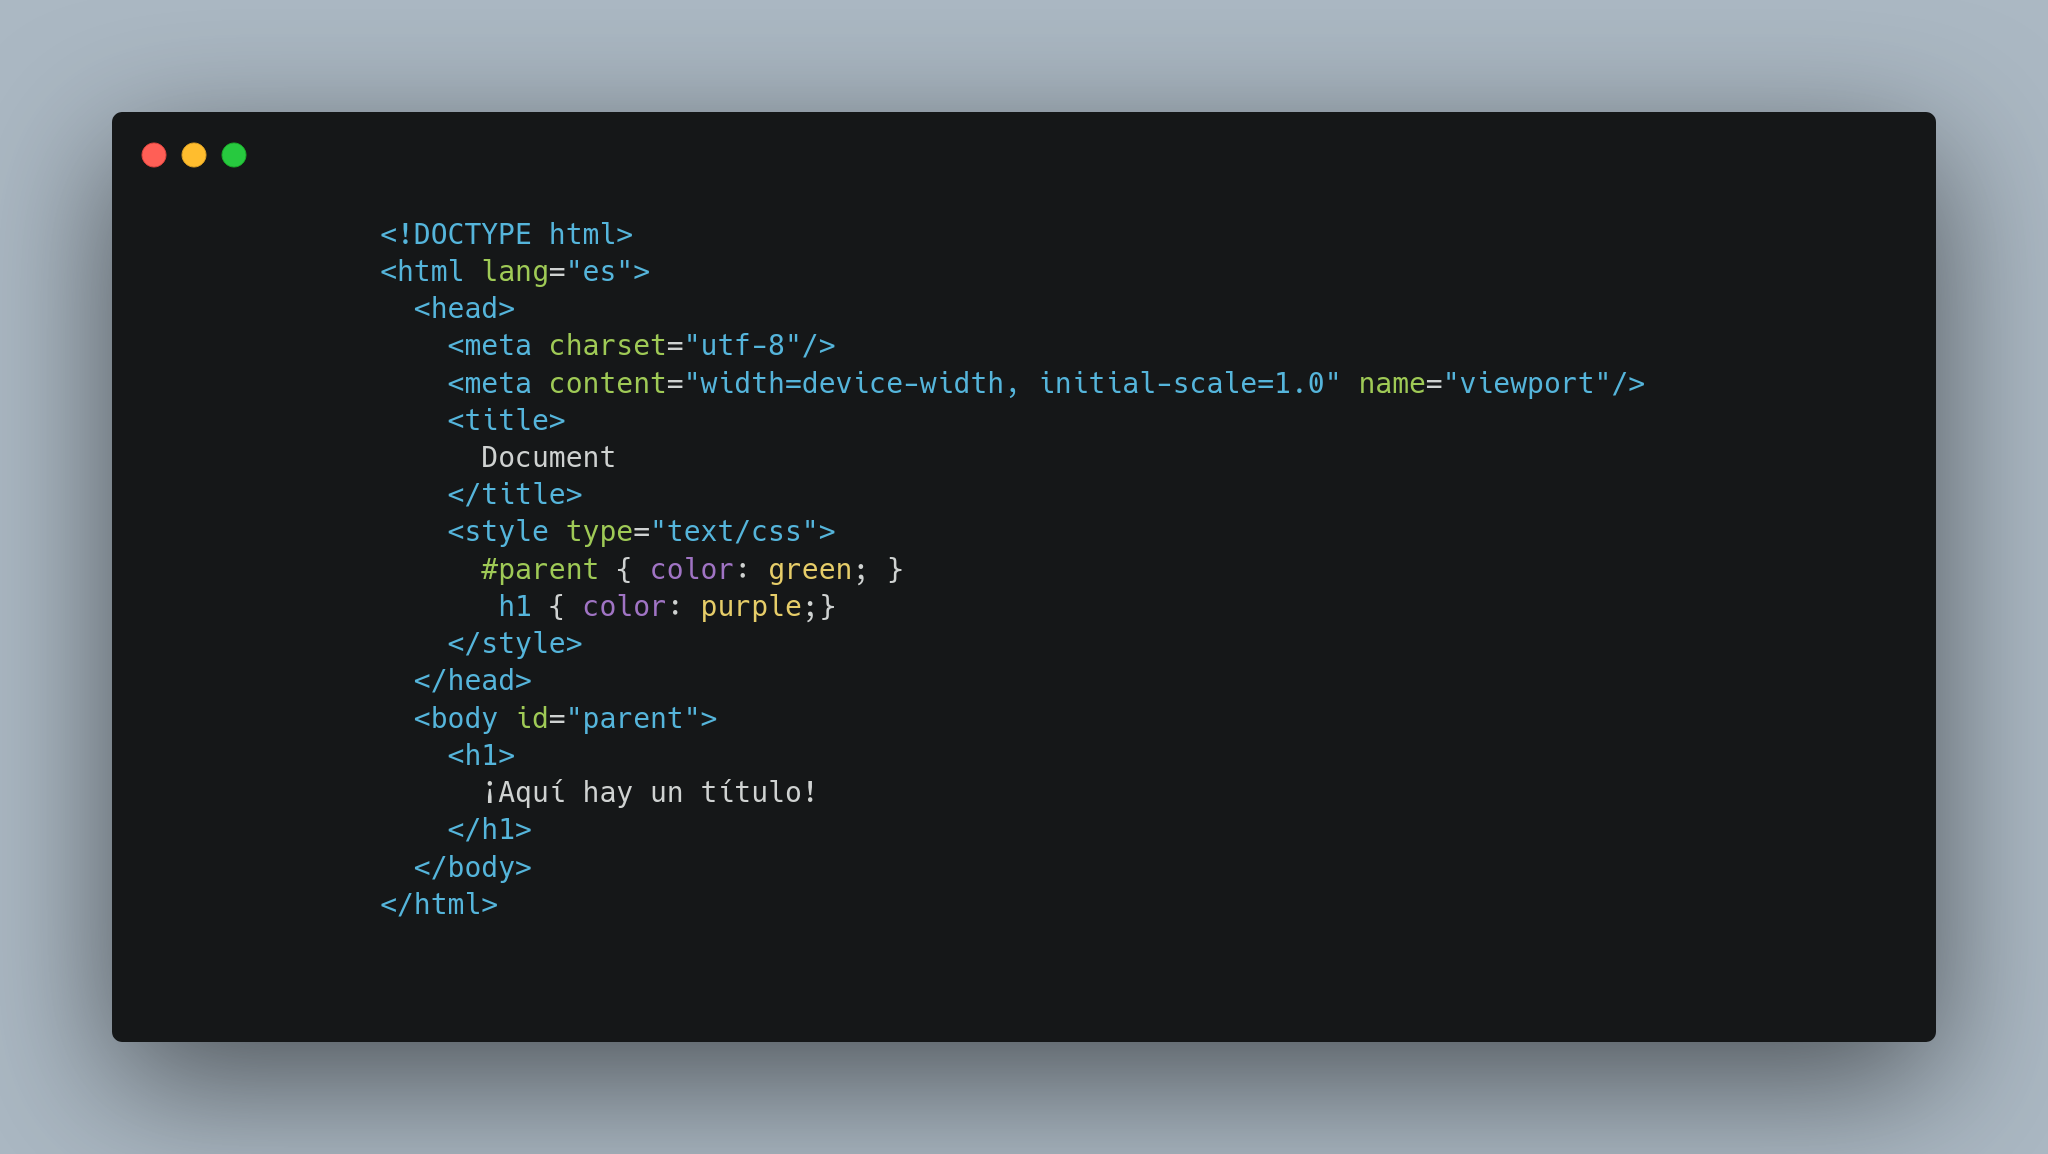 <!DOCTYPE html>
<html lang="es">
  <head>
    <meta charset="utf-8"/>
    <meta content="width=device-width, initial-scale=1.0" name="viewport"/>
    <title>
      Document
    </title>
    <style type="text/css">
      #parent { color: green; }
       h1 { color: purple;}
    </style>
  </head>
  <body id="parent">
    <h1>
      ¡Aquí hay un título!
    </h1>
  </body>
</html>